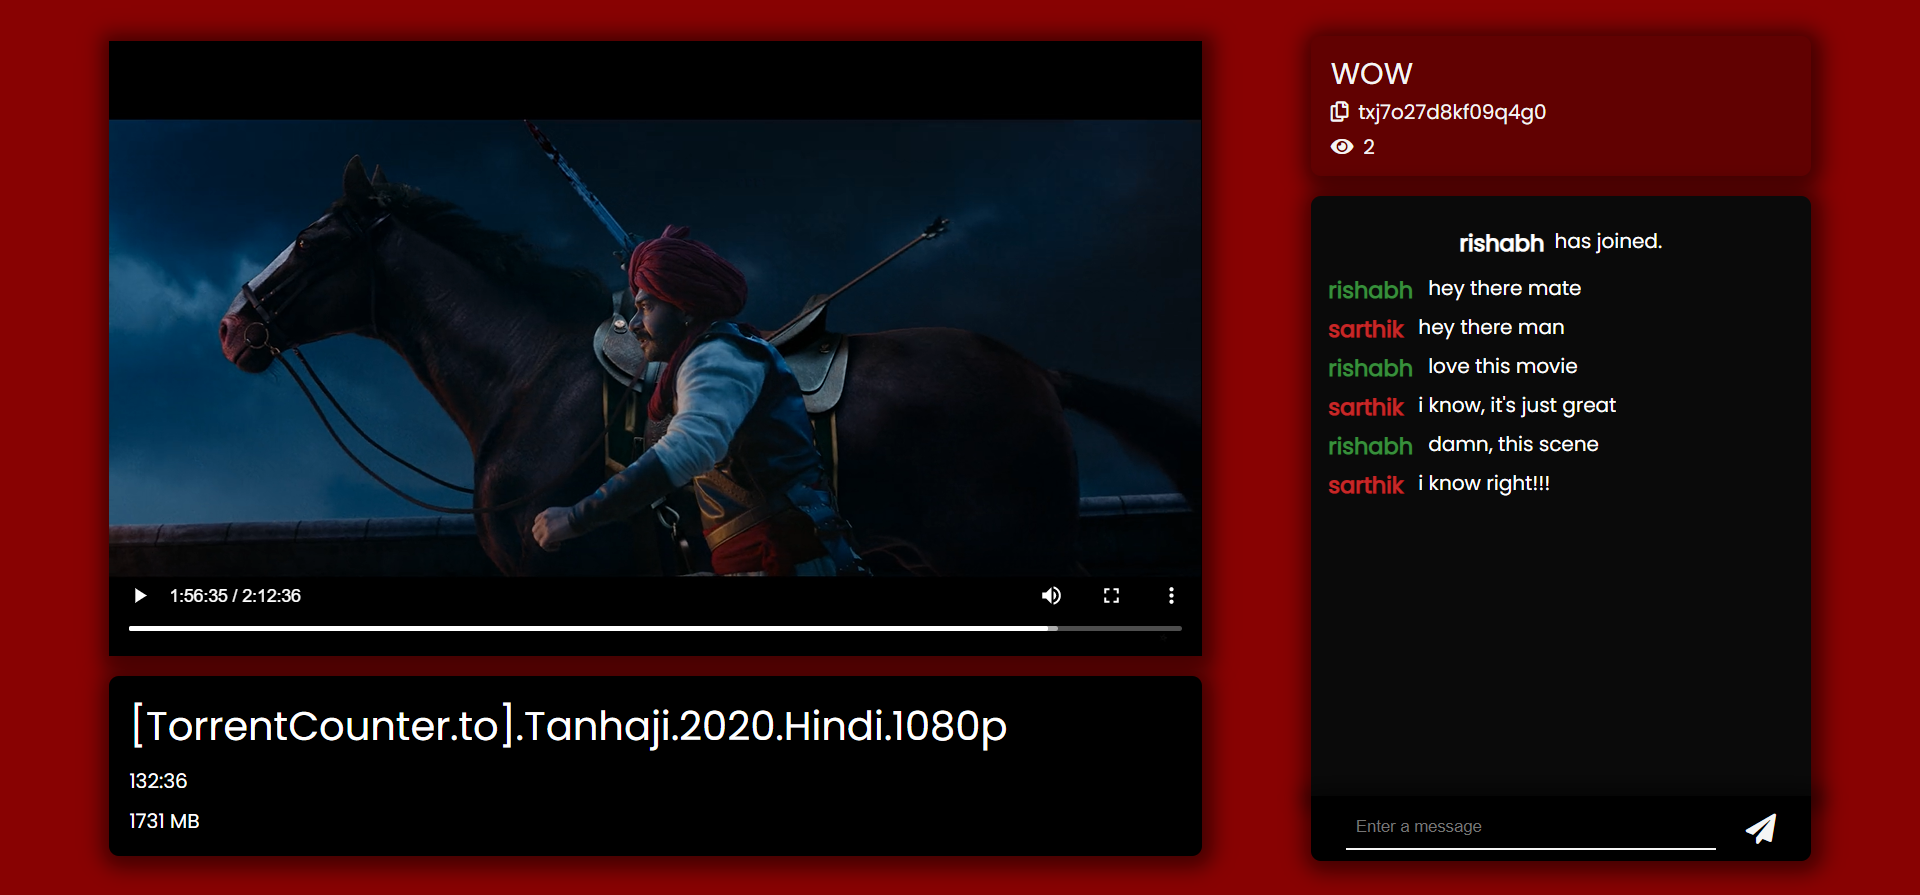 1:56:35 / 2:12:36
[TorrentCounter.to].Tanhaji.2020.Hindi.1080p
132:36
1731 MB
WOW
txj7o27d8kf09q4g0
2
rishabh has joined.
rishabh hey there mate
sarthik hey there man
rishabh love this movie
sarthik i know, it's just great
rishabh damn, this scene
sarthik i know right!!!
Enter a message